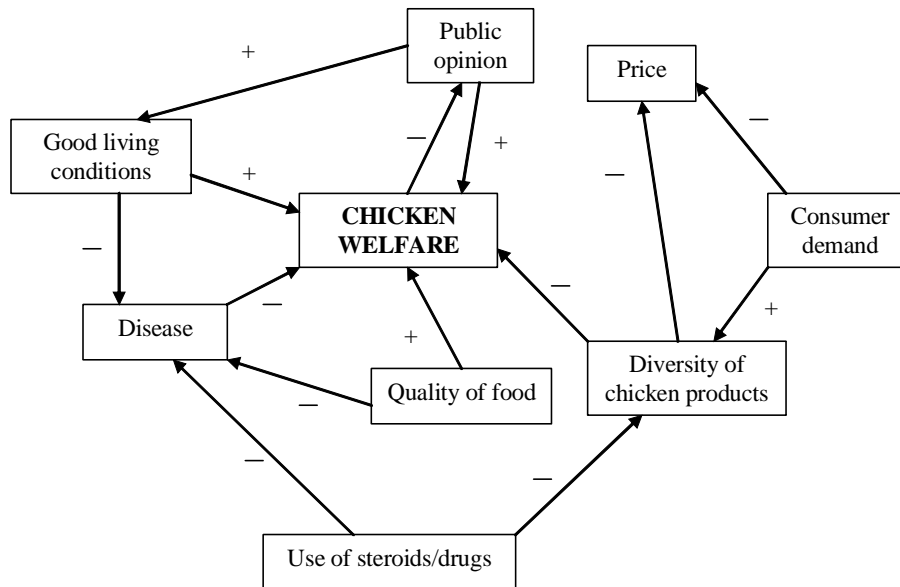 Public
opinion
+
Price
—
Good living
conditions
+
—
+
—
CHICKEN
WELFARE
Consumer
demand
—
—
—
+
Disease
+
Diversity of
chicken products
Quality of food
—
—
—
Use of steroids/drugs